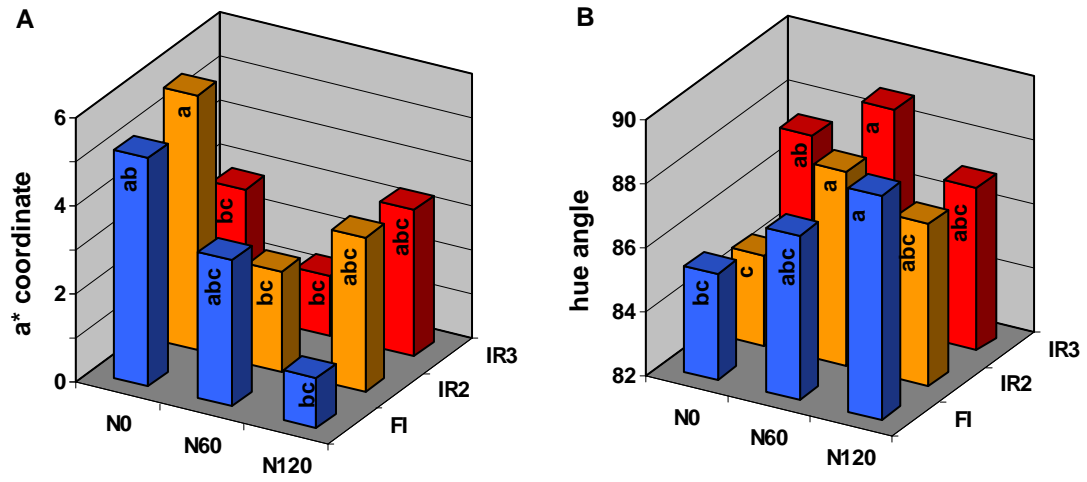 A
a* coordinate
6
4
2
0
ab
a
bc
abc
bc
bc
bc
abc
abc
N0
N60
N120
FI
IR2
IR3
B
hue angle
90
88
86
84
82
bc
c
ab
abc
a
a
a
abc
abc
N0
N60
N120
FI
IR2
IR3